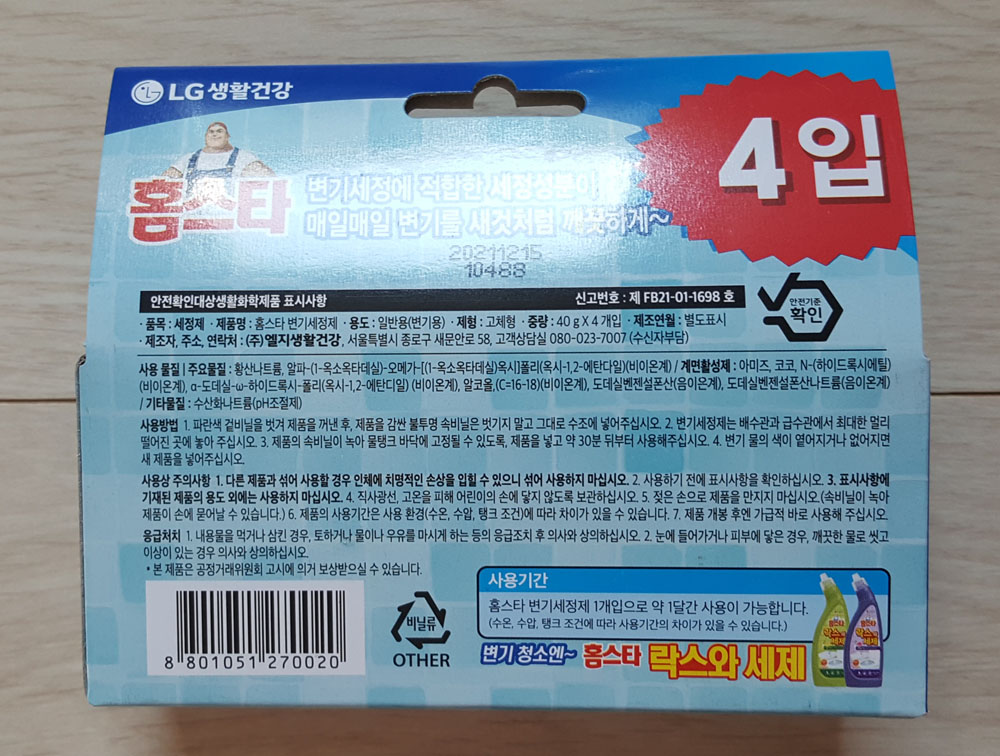 LG 생활건강
4입
홈스타
변기세정에 적합한 세정성분이
매일매일 변기를 새것처럼 깨끗하게~
20211215
10488
안전확인대상생활화학제품 표시사항 신고번호 : 제 FB21-01-1698 호
안전기준
확인
· 품목 : 세정제 · 제품명 : 홈스타 변기세정제 · 용도 : 일반용(변기용) · 제형 : 고체형 · 중량 : 40 g X 4 개입 · 제조연월 : 별도표시
· 제조자, 주소, 연락처 : (주)엘지생활건강, 서울특별시 종로구 새문안로 58, 고객상담실 080-023-7007 (수신자부담)
사용 물질 | 주요물질 : 황산나트륨, 알파-(1-옥소옥타데실)-오메가-[(1-옥소옥타데실)옥시]폴리(옥시-1,2-에탄다일)(비이온계) / 계면활성제 : 아미즈, 코코, N-(하이드록시에틸)
(비이온계), α-도데실-ω-하이드록시-폴리(옥시-1,2-에탄디일) (비이온계), 알코올,(C=16-18)(비이온계), 도데실벤젠설폰산(음이온계), 도데실벤젠설폰산나트륨(음이온계)
/ 기타물질 : 수산화나트륨(pH조절제)
사용방법 1. 파란색 겉비닐을 벗겨 제품을 꺼낸 후, 제품을 감싼 불투명 속비닐은 벗기지 말고 그대로 수조에 넣어주십시오. 2. 변기세정제는 배수관과 급수관에서 최대한 멀리
떨어진 곳에 놓아 주십시오. 3. 제품의 속비닐이 녹아 물탱크 바닥에 고정될 수 있도록, 제품을 넣고 약 30분 뒤부터 사용해주십시오. 4. 변기 물의 색이 옅어지거나 없어지면
새 제품을 넣어주십시오.
사용상 주의사항 1. 다른 제품과 섞어 사용할 경우 인체에 치명적인 손상을 입힐 수 있으니 섞어 사용하지 마십시오. 2. 사용하기 전에 표시사항을 확인하십시오. 3. 표시사항에
기재된 제품의 용도 외에는 사용하지 마십시오. 4. 직사광선, 고온을 피해 어린이의 손에 닿지 않도록 보관하십시오. 5. 젖은 손으로 제품을 만지지 마십시오.(속비닐이 녹아
제품이 손에 묻어날 수 있습니다.) 6. 제품의 사용기간은 사용 환경(수온, 수압, 탱크 조건)에 따라 차이가 있을 수 있습니다. 7. 제품 개봉 후엔 가급적 바로 사용해 주십시오.
응급처치 1. 내용물을 먹거나 삼킨 경우, 토하거나 물이나 우유를 마시게 하는 등의 응급조치 후 의사와 상의하십시오. 2. 눈에 들어가거나 피부에 닿은 경우, 깨끗한 물로 씻고
이상이 있는 경우 의사와 상의하십시오.
* 본 제품은 공정거래위원회 고시에 의거 보상받으실 수 있습니다.
8 801051 270020
비닐류
OTHER
사용기간
홈스타 변기세정제 1개입으로 약 1달간 사용이 가능합니다.
(수온, 수압, 탱크 조건에 따라 사용기간의 차이가 있을 수 있습니다.)
변기 청소엔~ 홈스타 락스와 세제